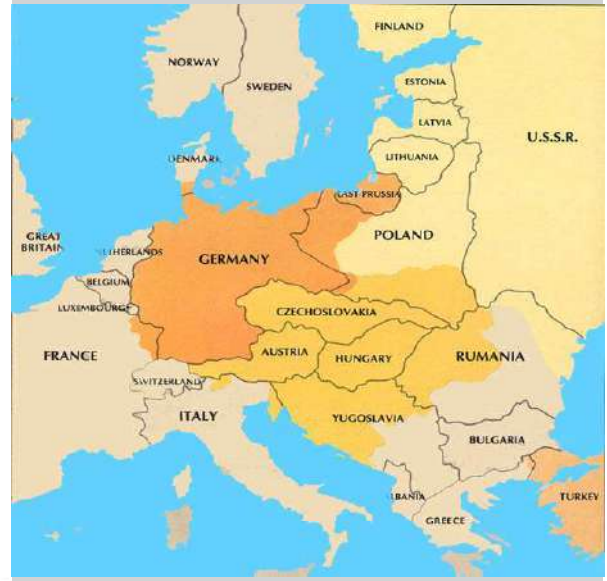 FINLAND
NORWAY
SWEDEN
ESTONIA
LATVIA
U.S.S.R.
DENMARK
LITHUANIA
EAST-PRUSSIA
GREAT
BRITAIN
NETHERLANDS
POLAND
GERMANY
BELGIUM
LUXEMBOURG
CZECHOSLOVAKIA
FRANCE
AUSTRIA
HUNGARY
RUMANIA
SWITZERLAND
ITALY
YUGOSLAVIA
BULGARIA
ALBANIA
TURKEY
GREECE